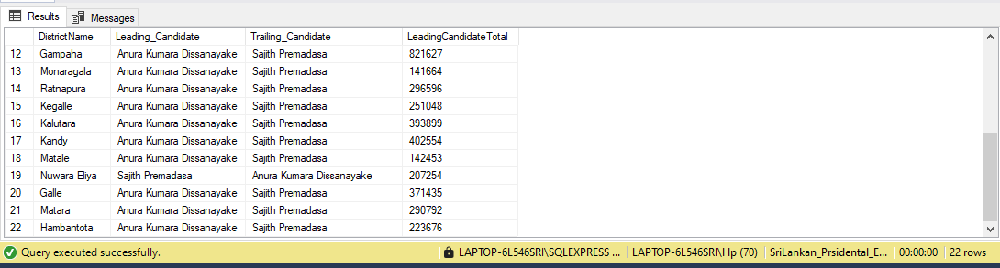 Results Messages
DistrictName Leading_Candidate Trailing_Candidate LeadingCandidateTotal
12 Gampaha Anura Kumara Dissanayake Sajith Premadasa 821627
13 Monaragala Anura Kumara Dissanayake Sajith Premadasa 141664
14 Ratnapura Anura Kumara Dissanayake Sajith Premadasa 296596
15 Kegalle Anura Kumara Dissanayake Sajith Premadasa 251048
16 Kalutara Anura Kumara Dissanayake Sajith Premadasa 393899
17 Kandy Anura Kumara Dissanayake Sajith Premadasa 402554
18 Matale Anura Kumara Dissanayake Sajith Premadasa 142453
19 Nuwara Eliya Sajith Premadasa Anura Kumara Dissanayake 207254
20 Galle Anura Kumara Dissanayake Sajith Premadasa 371435
21 Matara Anura Kumara Dissanayake Sajith Premadasa 290792
22 Hambantota Anura Kumara Dissanayake Sajith Premadasa 223676
Query executed successfully. LAPTOP-6L546SRI\SQLEXPRESS ... LAPTOP-6L546SRI\Hp (70) SriLankan_Prsidental_E... 00:00:00 22 rows